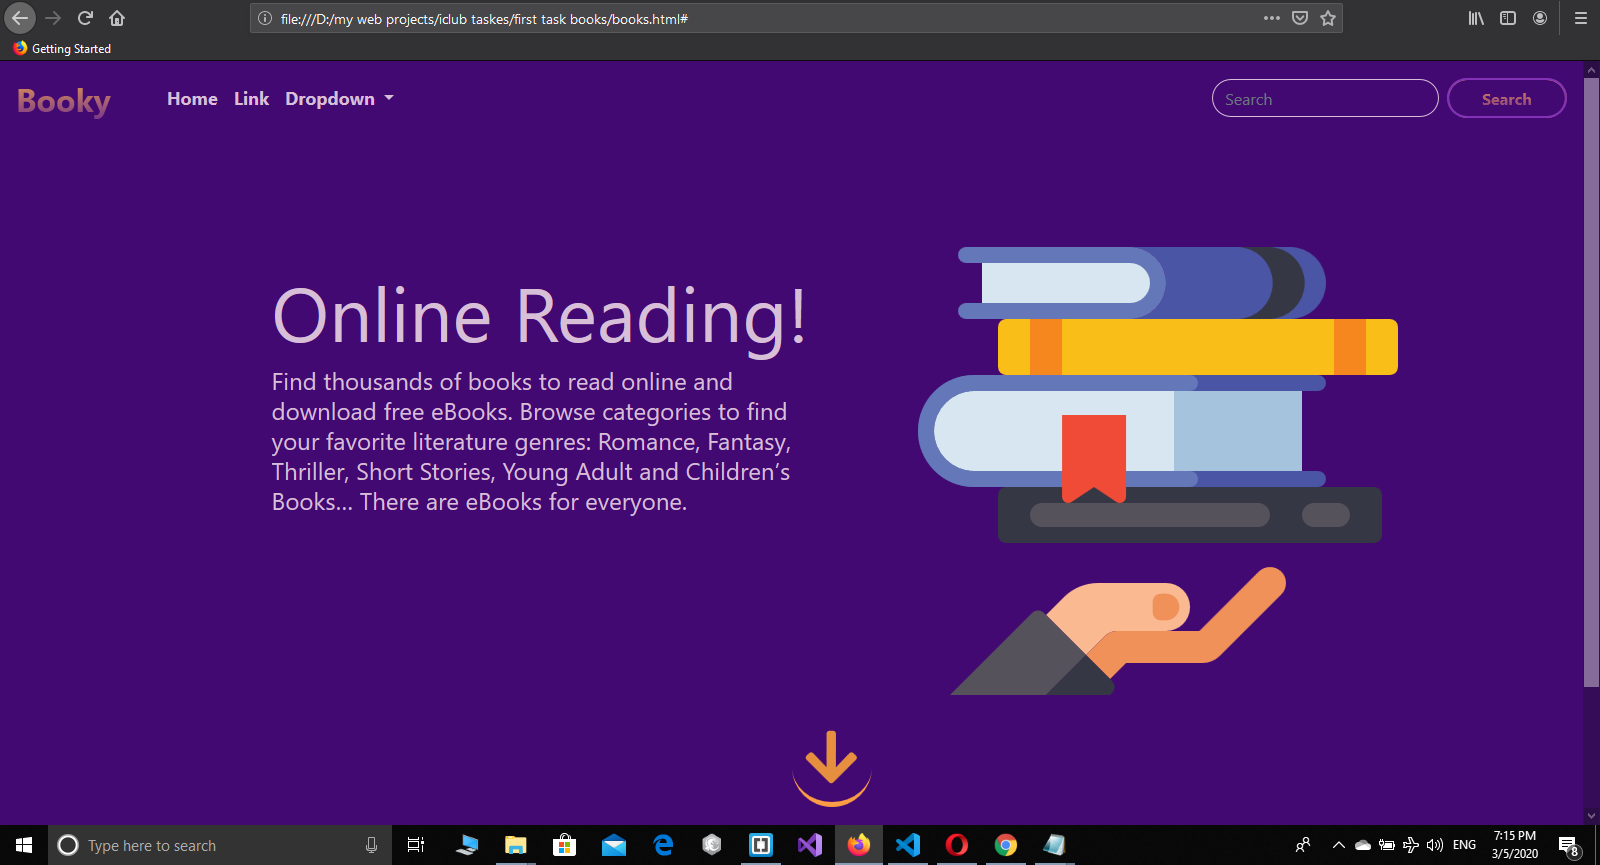 file:///D:/my web projects/iclub taskes/first task books/books.html#
Getting Started
Booky
Home Link Dropdown
Search
Search
Online Reading!
Find thousands of books to read online and
download free eBooks. Browse categories to find
your favorite literature genres: Romance, Fantasy,
Thriller, Short Stories, Young Adult and Children’s
Books... There are eBooks for everyone.
Type here to search
ENG
7:15 PM
3/5/2020
8